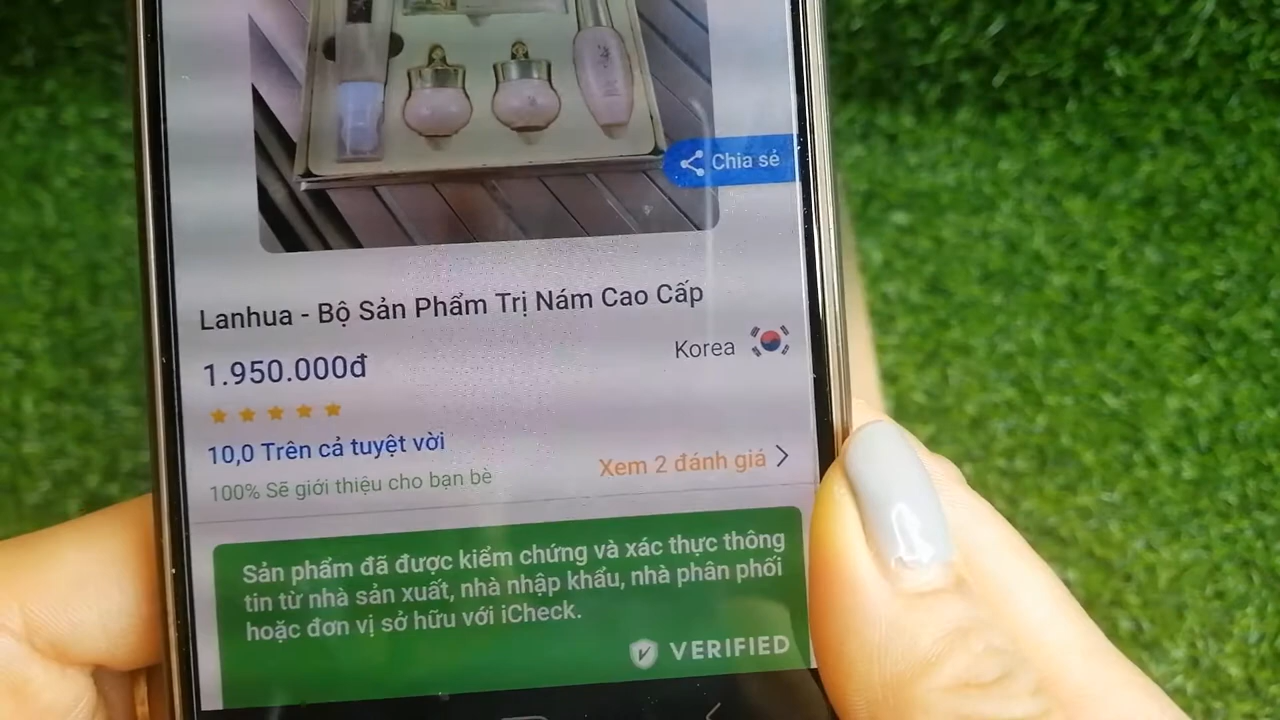 Chia sẻ
Lanhua - Bộ Sản Phẩm Trị Nám Cao Cấp
1.950.000đ
Korea
10,0 Trên cả tuyệt vời
100% Sẽ giới thiệu cho bạn bè
Xem 2 đánh giá
Sản phẩm đã được kiểm chứng và xác thực thông
tin từ nhà sản xuất, nhà nhập khẩu, nhà phân phối
hoặc đơn vị sở hữu với iCheck.
VERIFIED